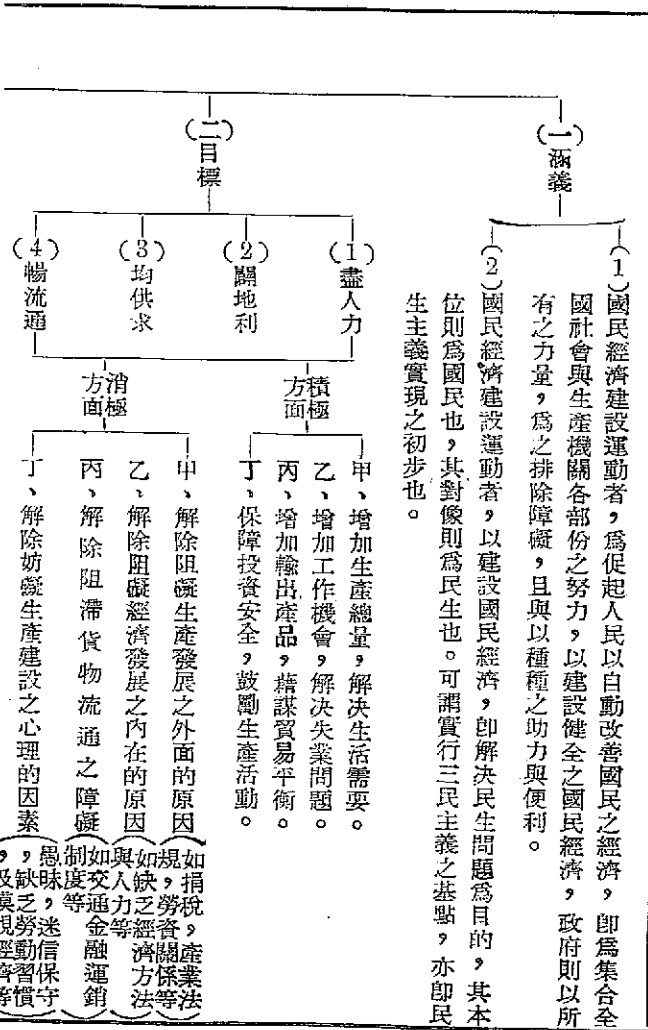 (一)涵義
(1)國民經濟建設運動者，爲促起人民以自動改善國民之經濟，卽爲集合全
國社會與生產機關各部份之努力，以建設健全之國民經濟，政府則以所
有之力量，爲之排除障礙，且與以種種之助力與便利。
(2)國民經濟建設運動者，以建設國民經濟，卽解決民生問題爲目的，其本
位則爲國民也，其對像則爲民生也。可謂實行三民主義之基點，亦卽民
生主義實現之初步也。
(二)目標
(1)盡人力
(2)闢地利
(3)均供求
(4)暢流通
積極方面
甲、增加生產總量，解决生活需要。
乙、增加工作機會，解决失業問題。
丙、增加輸出產品，藉謀貿易平衡。
丁、保障投資安全，鼓勵生產活動。
消極方面
甲、解除阻礙生產發展之外面的原因
如捐稅，產業法
規，勞資關係等
乙、解除阻礙經濟發展之內在的原因
如缺乏經濟方法
與人力等
丙、解除阻滯貨物流通之障礙
如交通金融運銷
制度等
丁、解除妨礙生產建設之心理的因素
愚昧，迷信保守
，缺乏勞動習慣
，及漠視經濟等